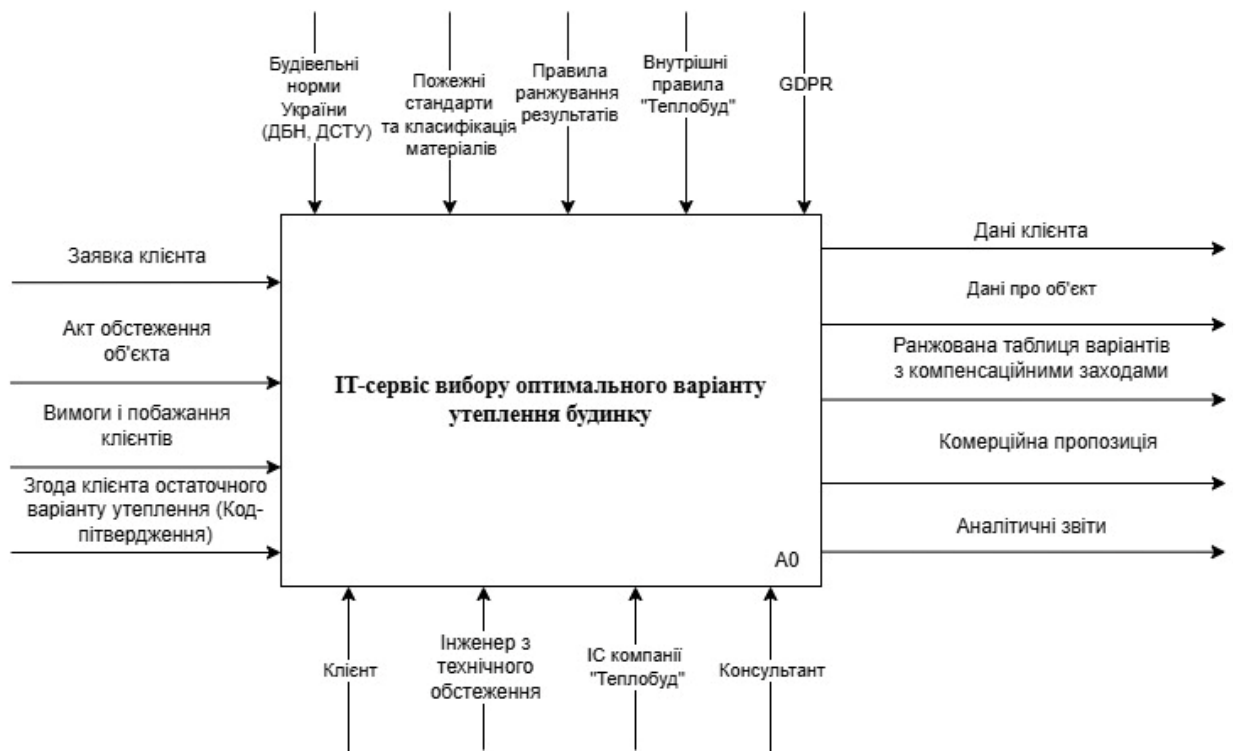 Будівельні
норми
України
(ДБН, ДСТУ)
Пожежні
стандарти
та класифікація
матеріалів
Правила
ранжування
результатів
Внутрішні
правила
"Теплобуд"
GDPR
Заявка клієнта
Акт обстеження
об'єкта
Вимоги і побажання
клієнтів
Згода клієнта остаточного
варіанту утеплення (Код-
пітвердження)
ІТ-сервіс вибору оптимального варіанту
утеплення будинку
A0
Дані клієнта
Дані про об'єкт
Ранжована таблиця варіантів
з компенсаційними заходами
Комерційна пропозиція
Аналітичні звіти
Клієнт
Інженер з
технічного
обстеження
ІС компанії
"Теплобуд"
Консультант